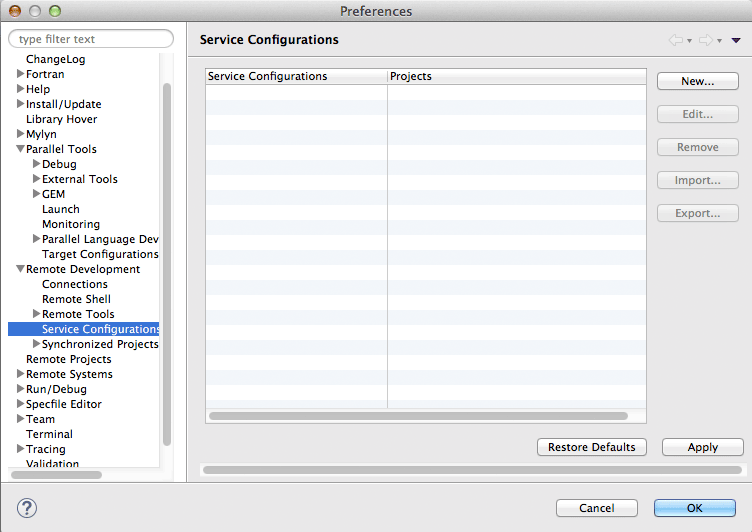 Preferences
type filter text
ChangeLog
Fortran
Help
Install/Update
Library Hover
Mylyn
Parallel Tools
Debug
External Tools
GEM
Launch
Monitoring
Parallel Language Dev
Target Configurations
Remote Development
Connections
Remote Shell
Remote Tools
Service Configurations
Synchronized Projects
Remote Projects
Remote Systems
Run/Debug
Specfile Editor
Team
Terminal
Tracing
Validation
Service Configurations
Service Configurations Projects
New...
Edit...
Remove
Import...
Export...
Restore Defaults Apply
? Cancel OK